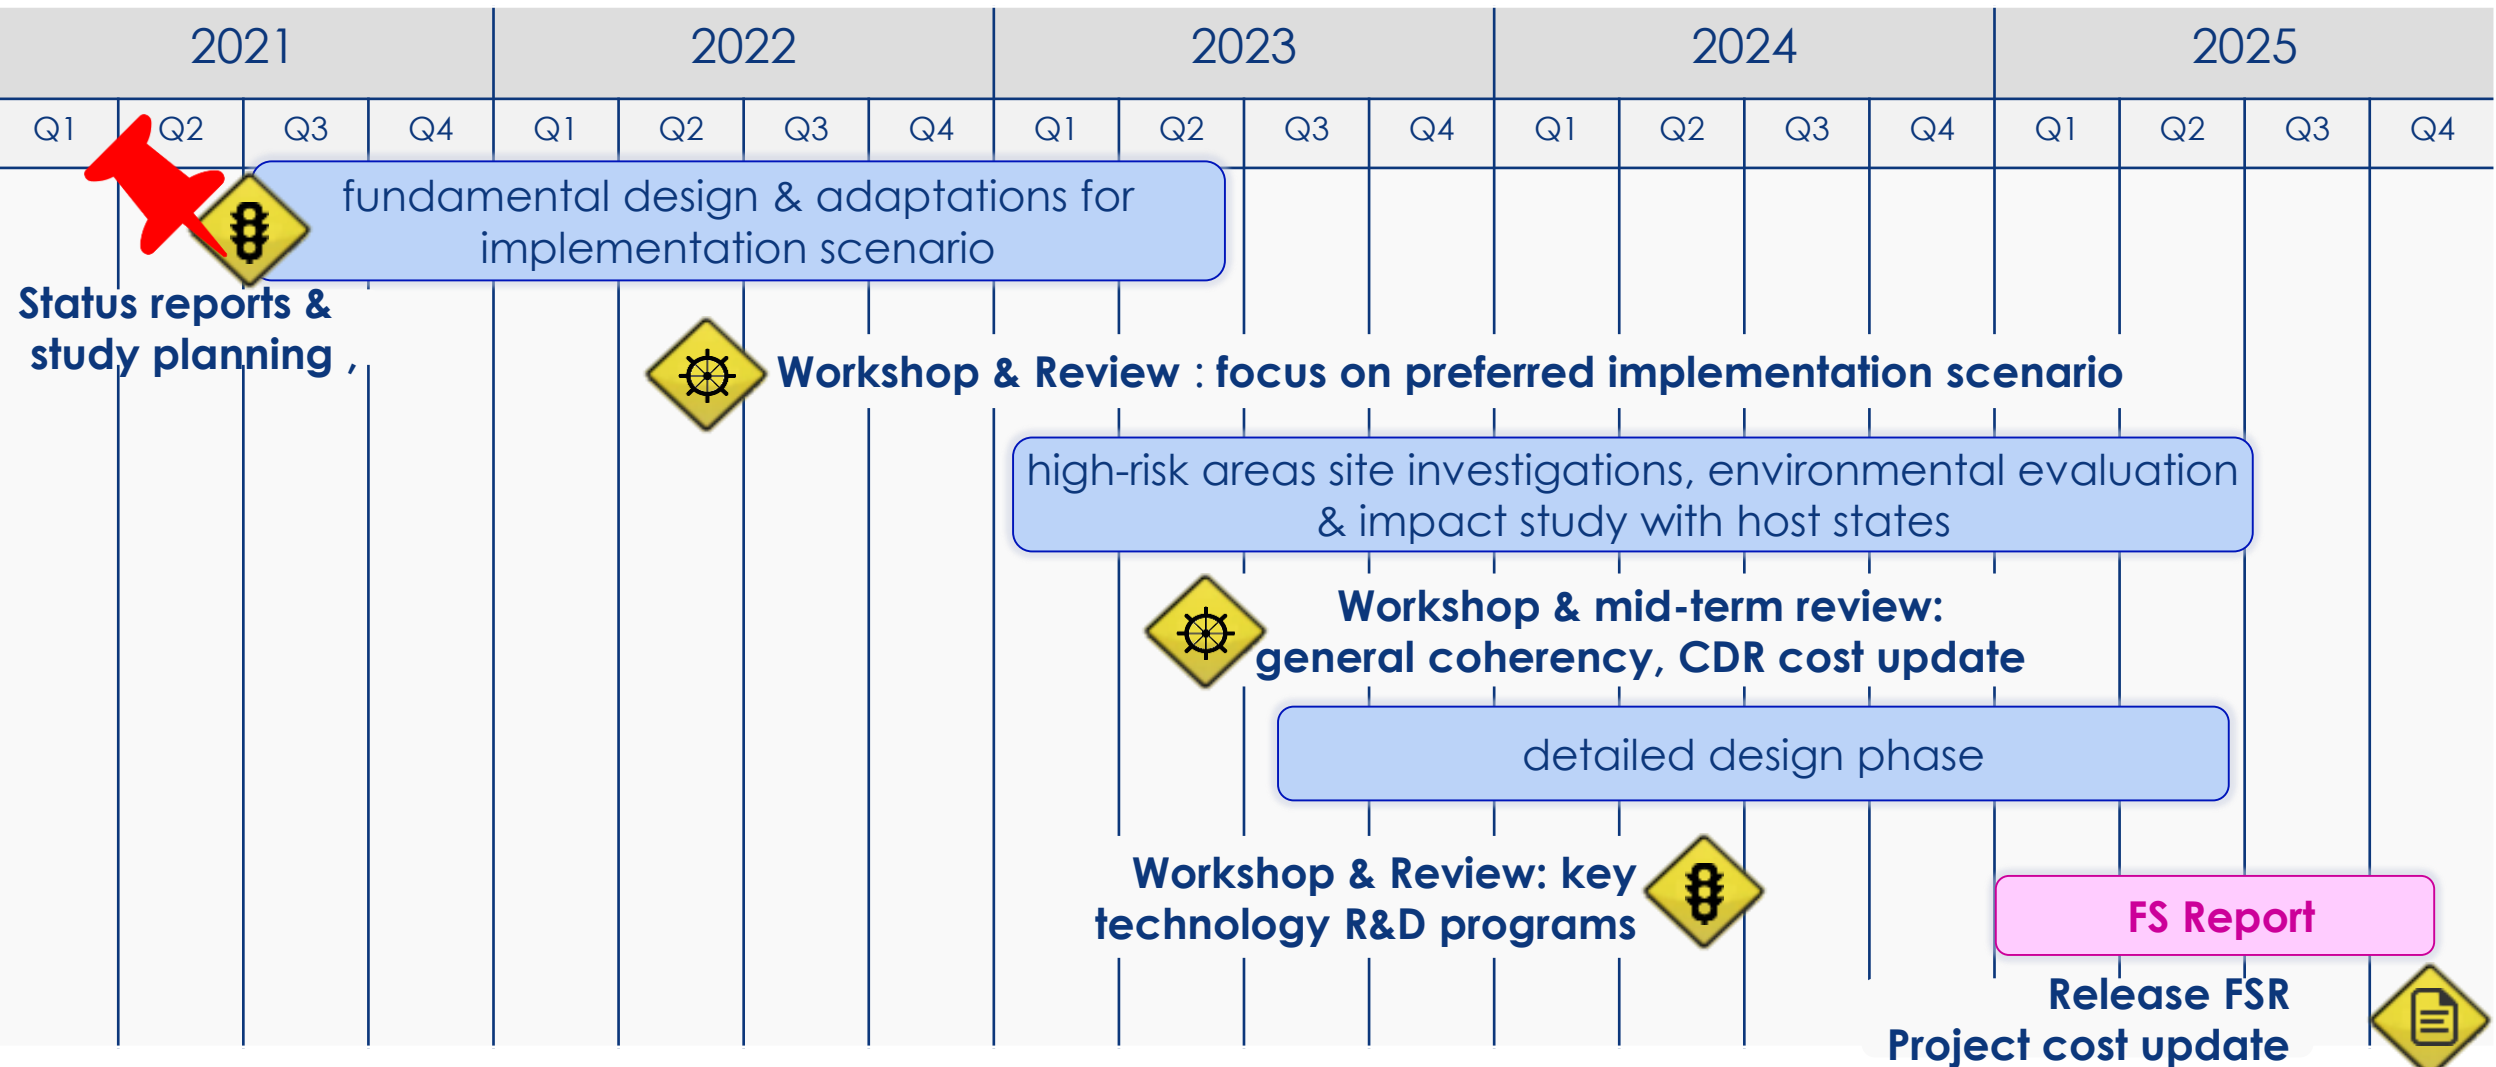 2021 2022 2023 2024 2025
Q1 Q2 Q3 Q4 Q1 Q2 Q3 Q4 Q1 Q2 Q3 Q4 Q1 Q2 Q3 Q4 Q1 Q2 Q3 Q4
fundamental design & adaptations for
implementation scenario
Status reports &
study planning ,
Workshop & Review : focus on preferred implementation scenario
high-risk areas site investigations, environmental evaluation
& impact study with host states
Workshop & mid-term review:
general coherency, CDR cost update
detailed design phase
Workshop & Review: key
technology R&D programs
FS Report
Release FSR
Project cost update